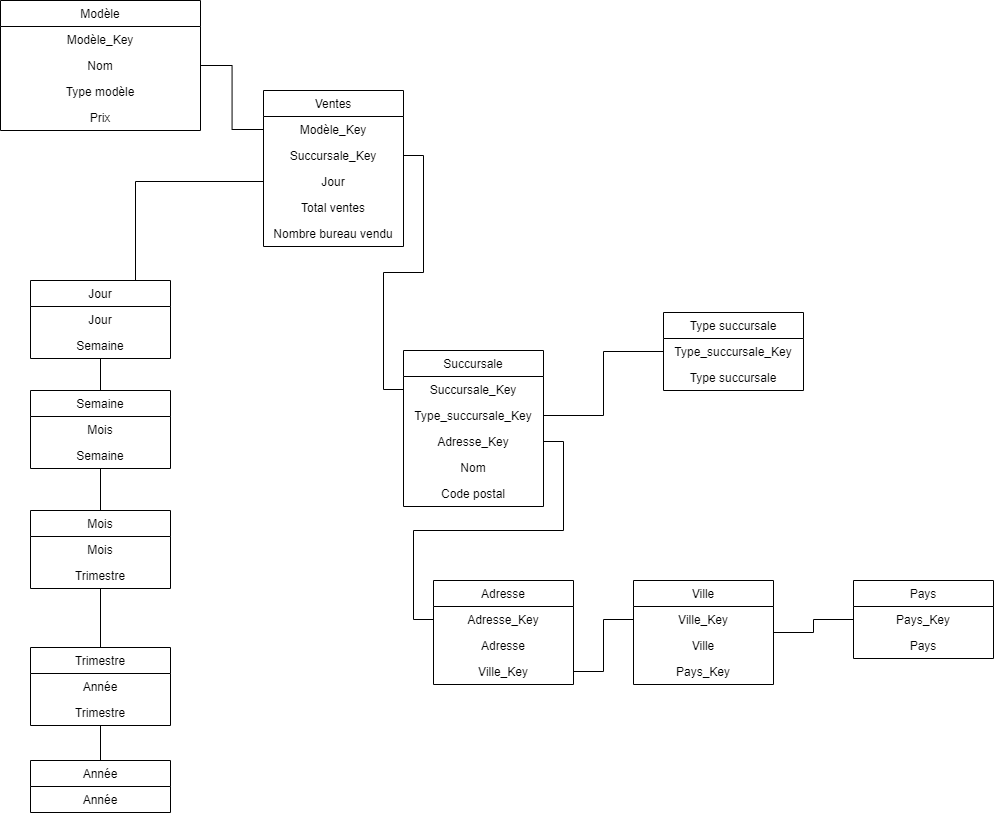 Modèle
Modèle_Key
Nom
Type modèle
Prix
Ventes
Modèle_Key
Succursale_Key
Jour
Total ventes
Nombre bureau vendu
Jour
Jour
Semaine
Semaine
Mois
Semaine
Mois
Mois
Trimestre
Trimestre
Année
Trimestre
Année
Année
Succursale
Succursale_Key
Type_succursale_Key
Adresse_Key
Nom
Code postal
Type succursale
Type_succursale_Key
Type succursale
Adresse
Adresse_Key
Adresse
Ville_Key
Ville
Ville_Key
Ville
Pays_Key
Pays
Pays_Key
Pays